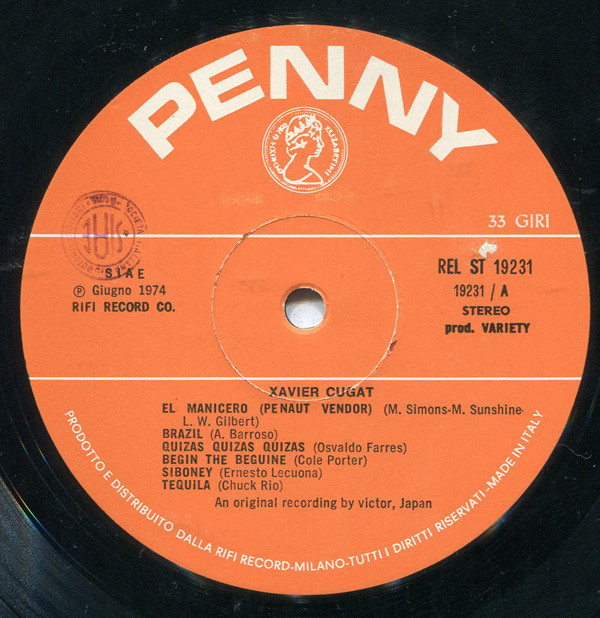 PENNY
33 GIRI
S I A E
℗ Giugno 1974
RIFI RECORD CO.
REL ST 19231
19231 / A
STEREO
prod. VARIETY
XAVIER CUGAT
EL MANICERO (PENAUT VENDOR) (M. Simons-M. Sunshine-
L. W. Gilbert)
BRAZIL (A. Barroso)
QUIZAS QUIZAS QUIZAS (Osvaldo Farres)
BEGIN THE BEGUINE (Cole Porter)
SIBONEY (Ernesto Lecuona)
TEQUILA (Chuck Rio)
An original recording by victor, Japan
PRODOTTO E DISTRIBUITO DALLA RIFI RECORD-MILANO-TUTTI I DIRITTI RISERVATI-MADE IN ITALY